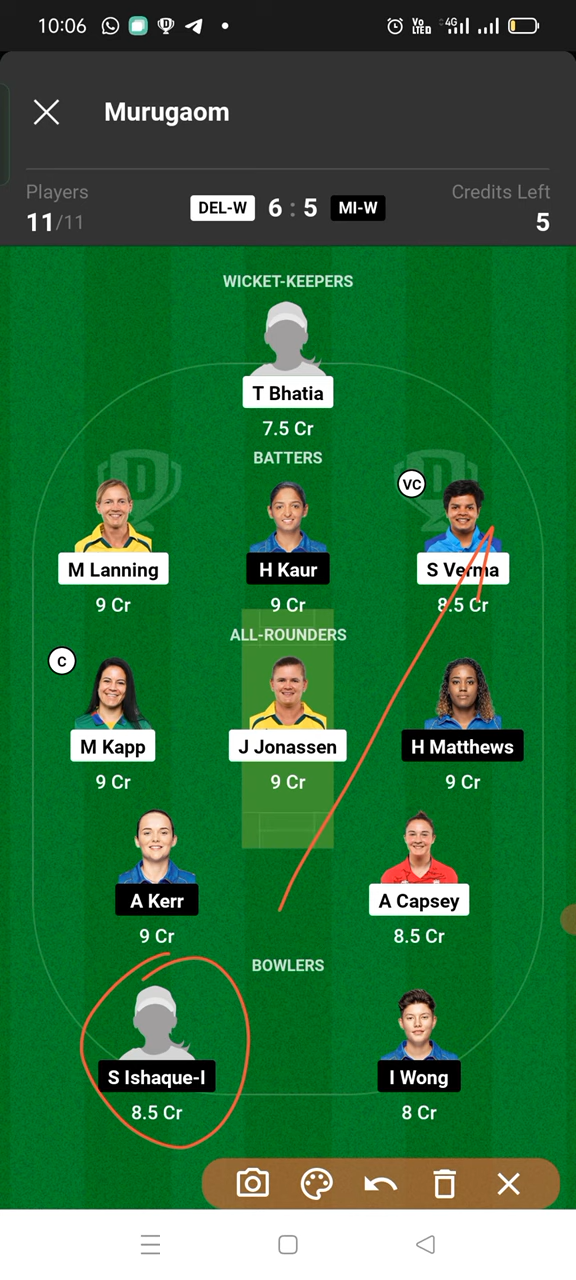 10:06 Vo LTED 4G
Murugaom
Players Credits Left
11/11 DEL-W 6 : 5 MI-W 5
WICKET-KEEPERS
T Bhatia
7.5 Cr
BATTERS
VC
M Lanning H Kaur S Verma
9 Cr 9 Cr 8.5 Cr
ALL-ROUNDERS
C
M Kapp J Jonassen H Matthews
9 Cr 9 Cr 9 Cr
A Kerr A Capsey
9 Cr 8.5 Cr
BOWLERS
S Ishaque-I I Wong
8.5 Cr 8 Cr